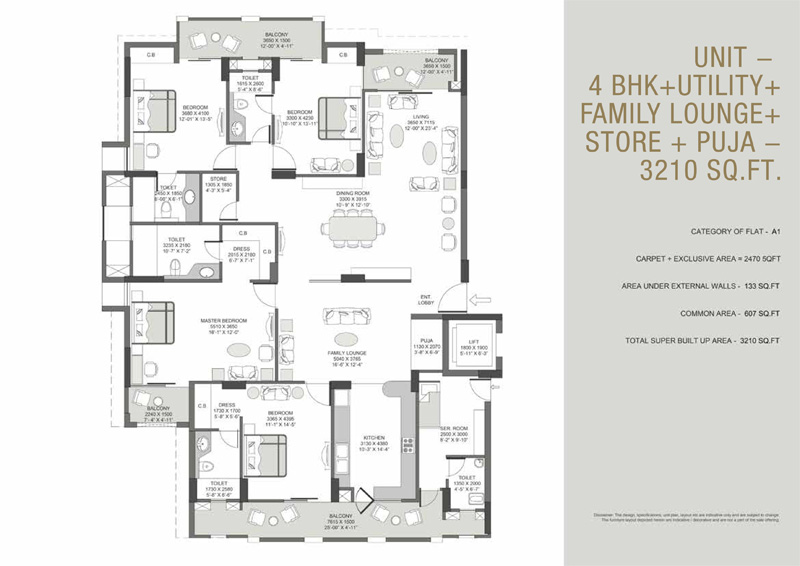 BALCONY
3650 X 1500
12'-00" X 4'-11"
C.B
C.B
TOILET
1615 X 2600
5'-4" X 8'-6"
BALCONY
3650 X 1500
12'-00" X 4'-11"
BEDROOM
3680 X 4100
12'-01" X 13'-5"
BEDROOM
3300 X 4230
10'-10" X 13'-11"
LIVING
3650 X 7115
12'-00" X 23'-4"
TOILET
2450 X 1850
8'-00" X 6'-1"
STORE
1305 X 1650
4'-3" X 5'-4"
DINING ROOM
3300 X 3915
10'-9" X 12'-10"
TOILET
3235 X 2180
10'-7" X 7'-2"
C.B
DRESS
2015 X 2180
6'-7" X 7'-1"
C.B
ENT.
LOBBY
MASTER BEDROOM
5510 X 3650
18'-1" X 12'-0"
FAMILY LOUNGE
5040 X 3765
16'-6" X 12'-4"
PUJA
1130 X 2070
3'-8" X 6'-9"
LIFT
1800 X 1900
5'-11" X 6'-3"
BALCONY
2240 X 1500
7'-4" X 4'-11"
C.B
DRESS
1730 X 1700
5'-8" X 5'-6"
BEDROOM
3365 X 4395
11'-1" X 14'-5"
KITCHEN
3130 X 4380
10'-3" X 14'-4"
SER. ROOM
2500 X 3000
8'-2" X 9'-10"
TOILET
1730 X 2580
5'-8" X 8'-6"
TOILET
1350 X 2000
4'-5" X 6'-7"
BALCONY
7615 X 1500
25'-00" X 4'-11"
UNIT –
4 BHK+UTILITY+
FAMILY LOUNGE+
STORE + PUJA –
3210 SQ.FT.
CATEGORY OF FLAT - A1
CARPET + EXCLUSIVE AREA = 2470 SQFT
AREA UNDER EXTERNAL WALLS - 133 SQ.FT
COMMON AREA - 607 SQ.FT
TOTAL SUPER BUILT UP AREA - 3210 SQ.FT
Disclaimer: The design, specifications, unit plan, layout etc are indicative only and are subject to change.
The furniture layout depicted herein are indicative / decorated and are not a part of the sale offering.